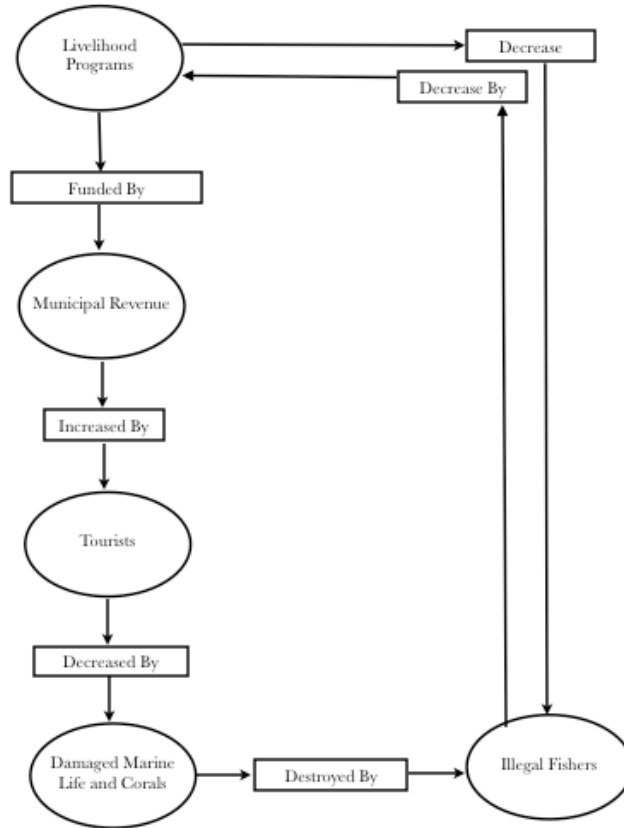 Livelihood
Programs
Decrease
Decrease By
Funded By
Municipal Revenue
Increased By
Tourists
Decreased By
Damaged Marine
Life and Corals
Destroyed By
Illegal Fishers